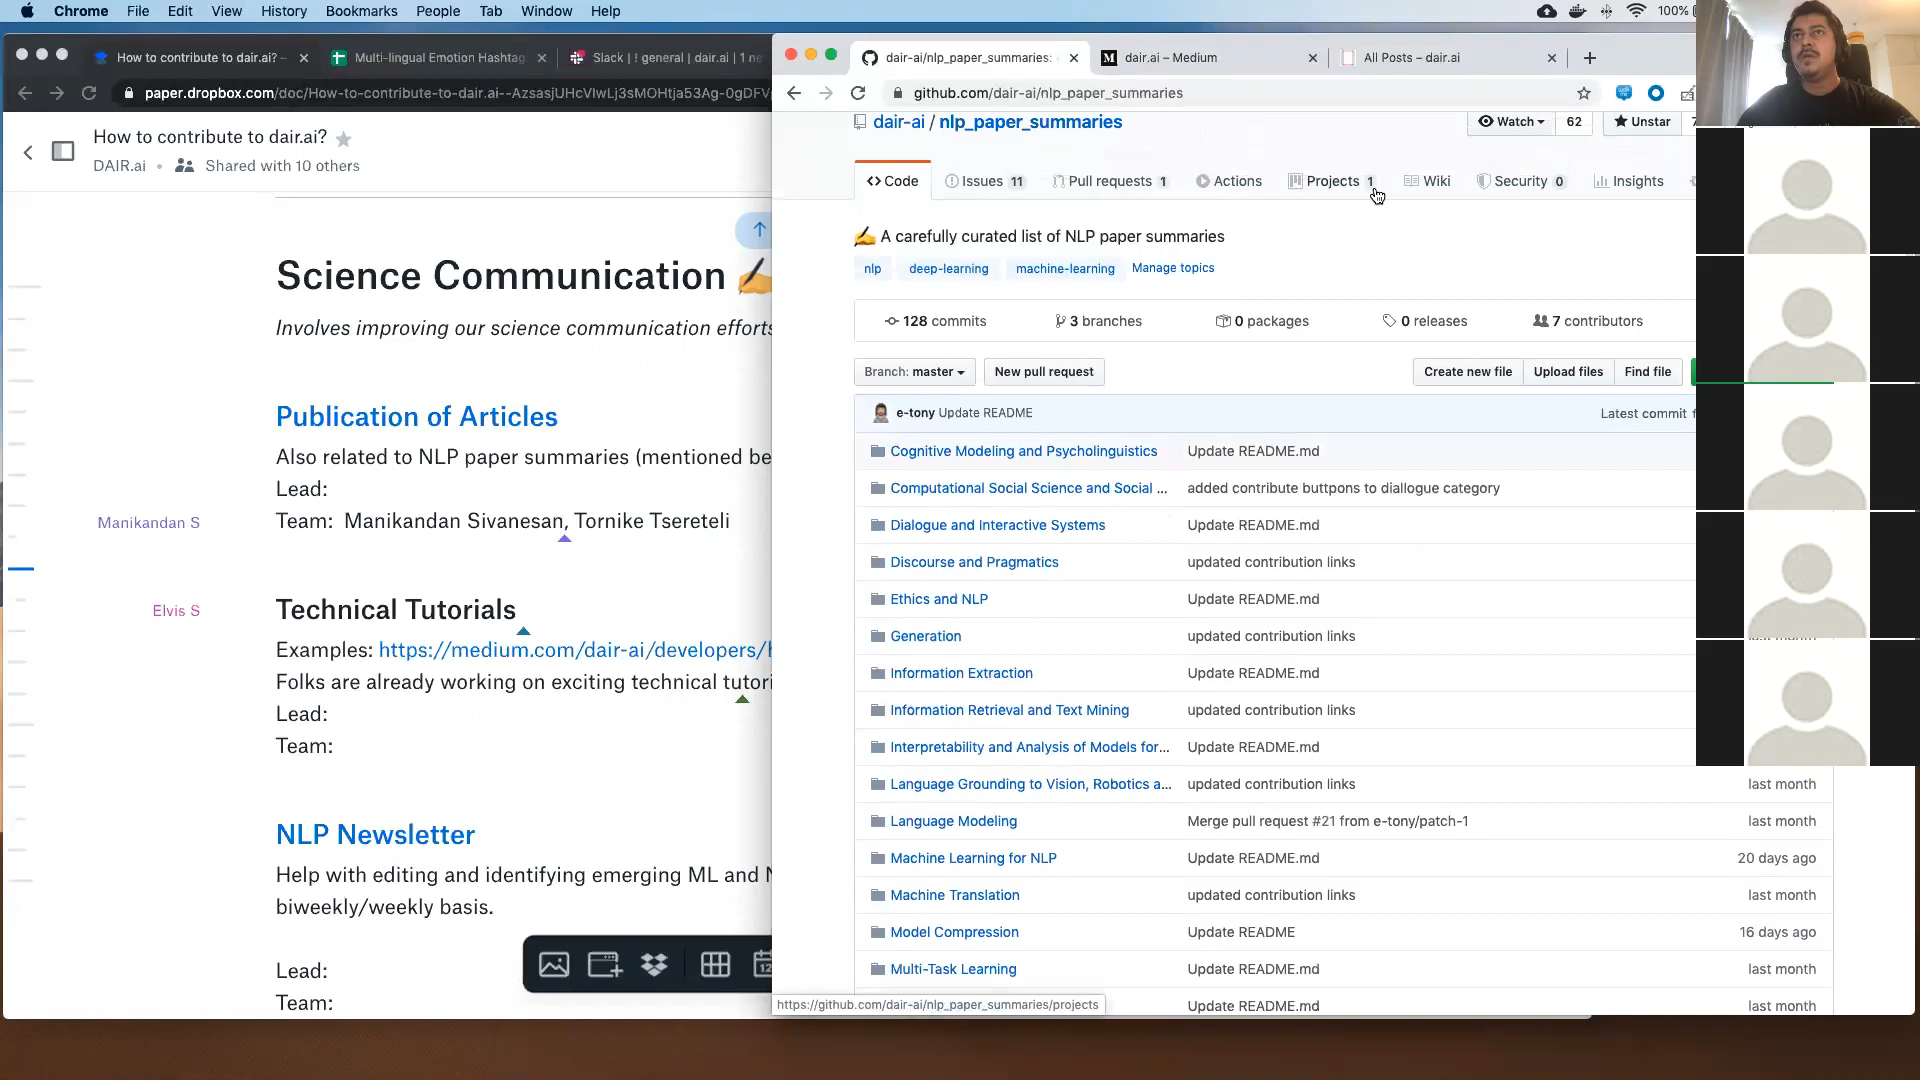 Chrome File Edit View History Bookmarks People Tab Window Help
100%
How to contribute to dair.ai? –
Multi-lingual Emotion Hashtag
Slack | ! general | dair.ai | 1 ne
paper.dropbox.com/doc/How-to-contribute-to-dair.ai--AzsasjUHcVIwLj3sMOHtja53Ag-0gDFV
How to contribute to dair.ai?
DAIR.ai • Shared with 10 others
Science Communication ✍
Involves improving our science communication efforts
Publication of Articles
Also related to NLP paper summaries (mentioned be
Lead:
Manikandan S
Team: Manikandan Sivanesan, Tornike Tsereteli
Elvis S
Technical Tutorials
Examples: https://medium.com/dair-ai/developers/
Folks are already working on exciting technical tutori
Lead:
Team:
NLP Newsletter
Help with editing and identifying emerging ML and N
biweekly/weekly basis.
Lead:
Team:
12
dair-ai/nlp_paper_summaries:
M dair.ai – Medium
All Posts – dair.ai
github.com/dair-ai/nlp_paper_summaries
dair-ai / nlp_paper_summaries
Watch 62 Unstar
Code Issues 11 Pull requests 1 Actions Projects 1 Wiki Security 0 Insights
✍ A carefully curated list of NLP paper summaries
nlp deep-learning machine-learning Manage topics
128 commits 3 branches 0 packages 0 releases 7 contributors
Branch: master New pull request Create new file Upload files Find file
e-tony Update README Latest commit
Cognitive Modeling and Psycholinguistics Update README.md
Computational Social Science and Social ... added contribute buttpons to diallogue category
Dialogue and Interactive Systems Update README.md
Discourse and Pragmatics updated contribution links
Ethics and NLP Update README.md
Generation updated contribution links
Information Extraction Update README.md
Information Retrieval and Text Mining updated contribution links
Interpretability and Analysis of Models for... Update README.md
Language Grounding to Vision, Robotics a... updated contribution links last month
Language Modeling Merge pull request #21 from e-tony/patch-1 last month
Machine Learning for NLP Update README.md 20 days ago
Machine Translation updated contribution links last month
Model Compression Update README 16 days ago
Multi-Task Learning Update README.md last month
Update README.md last month
https://github.com/dair-ai/nlp_paper_summaries/projects